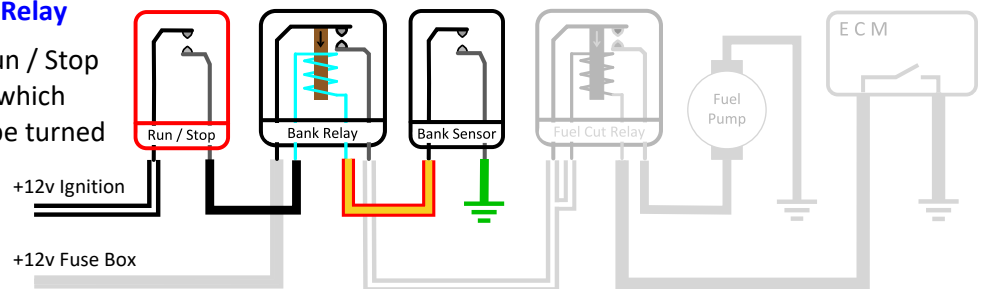 Relay
un / Stop
which
be turned
Run / Stop
Bank Relay
Bank Sensor
Fuel Cut Relay
Fuel
Pump
E C M
+12v Ignition
+12v Fuse Box